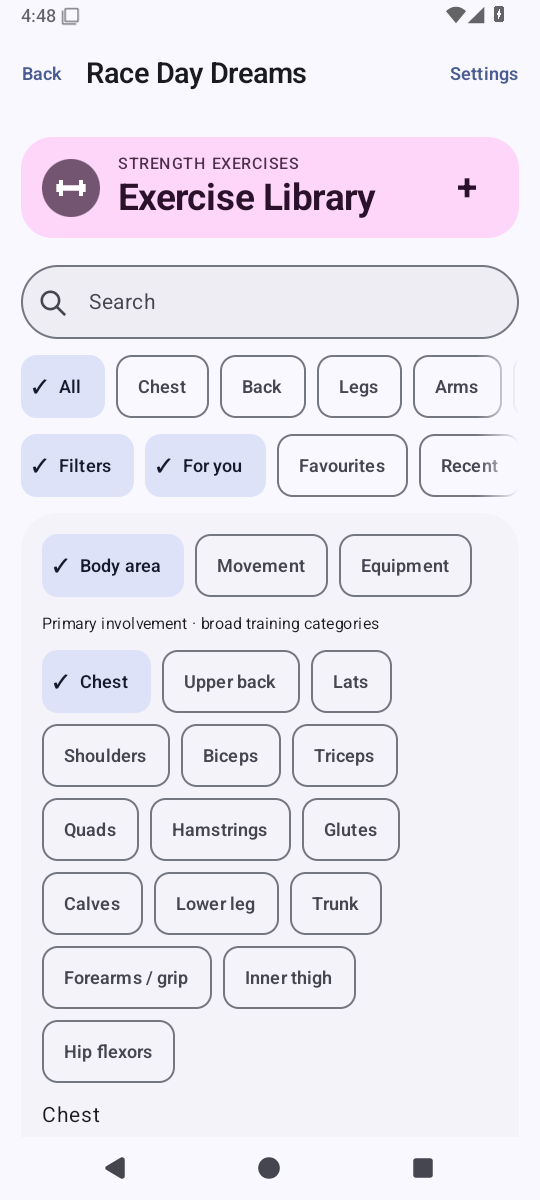 4:48
Back Race Day Dreams Settings
STRENGTH EXERCISES
Exercise Library +
Search
✓ All Chest Back Legs Arms
✓ Filters ✓ For you Favourites Recent
✓ Body area Movement Equipment
Primary involvement · broad training categories
✓ Chest Upper back Lats
Shoulders Biceps Triceps
Quads Hamstrings Glutes
Calves Lower leg Trunk
Forearms / grip Inner thigh
Hip flexors
Chest